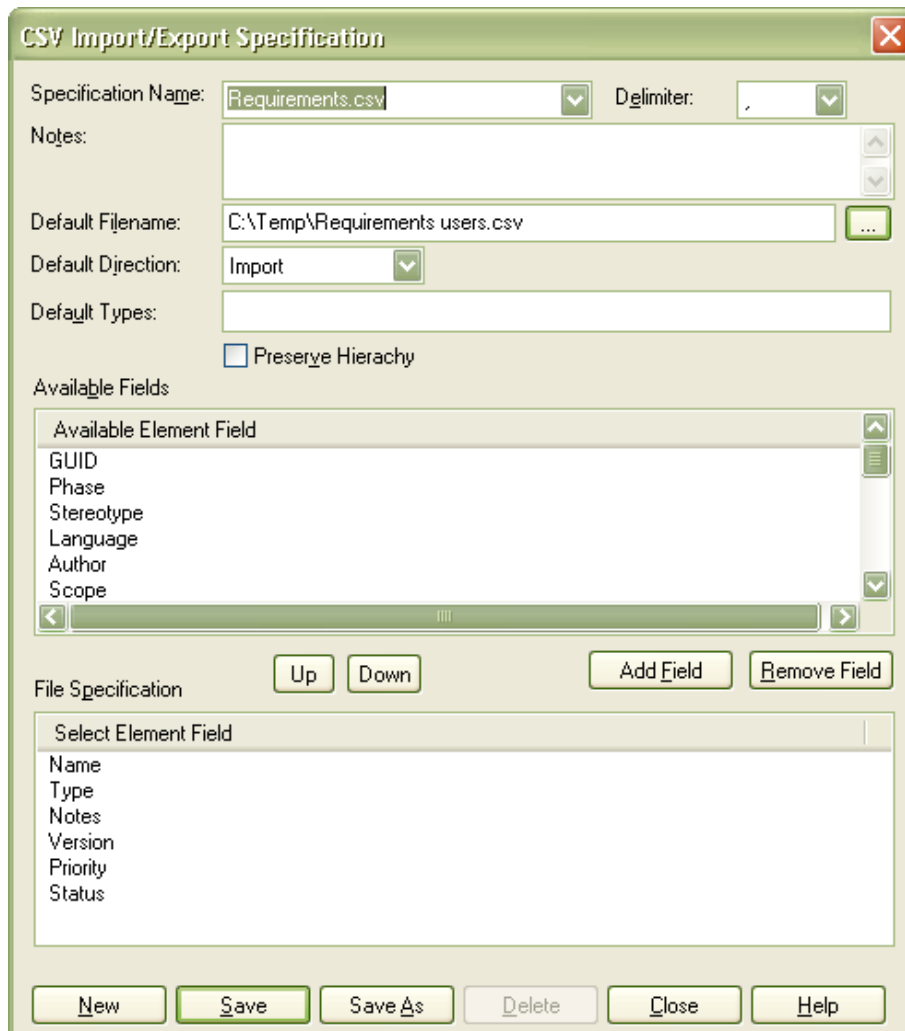 CSV Import/Export Specification
Specification Name: Requirements.csv Delimiter: ,
Notes:
Default Filename: C:\Temp\Requirements users.csv ...
Default Direction: Import
Default Types:
Preserve Hierachy
Available Fields
Available Element Field
GUID
Phase
Stereotype
Language
Author
Scope
Up Down Add Field Remove Field
File Specification
Select Element Field
Name
Type
Notes
Version
Priority
Status
New Save Save As Delete Close Help